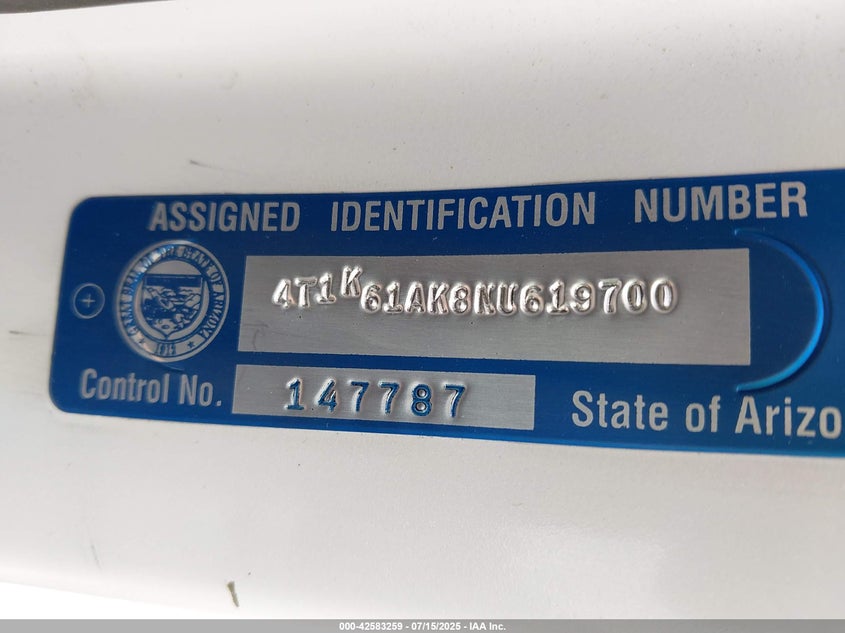 ASSIGNED IDENTIFICATION NUMBER
4T1K61AK8NU619700
Control No. 147787
State of Arizo
000-42583259 - 07/15/2025 - IAA Inc.